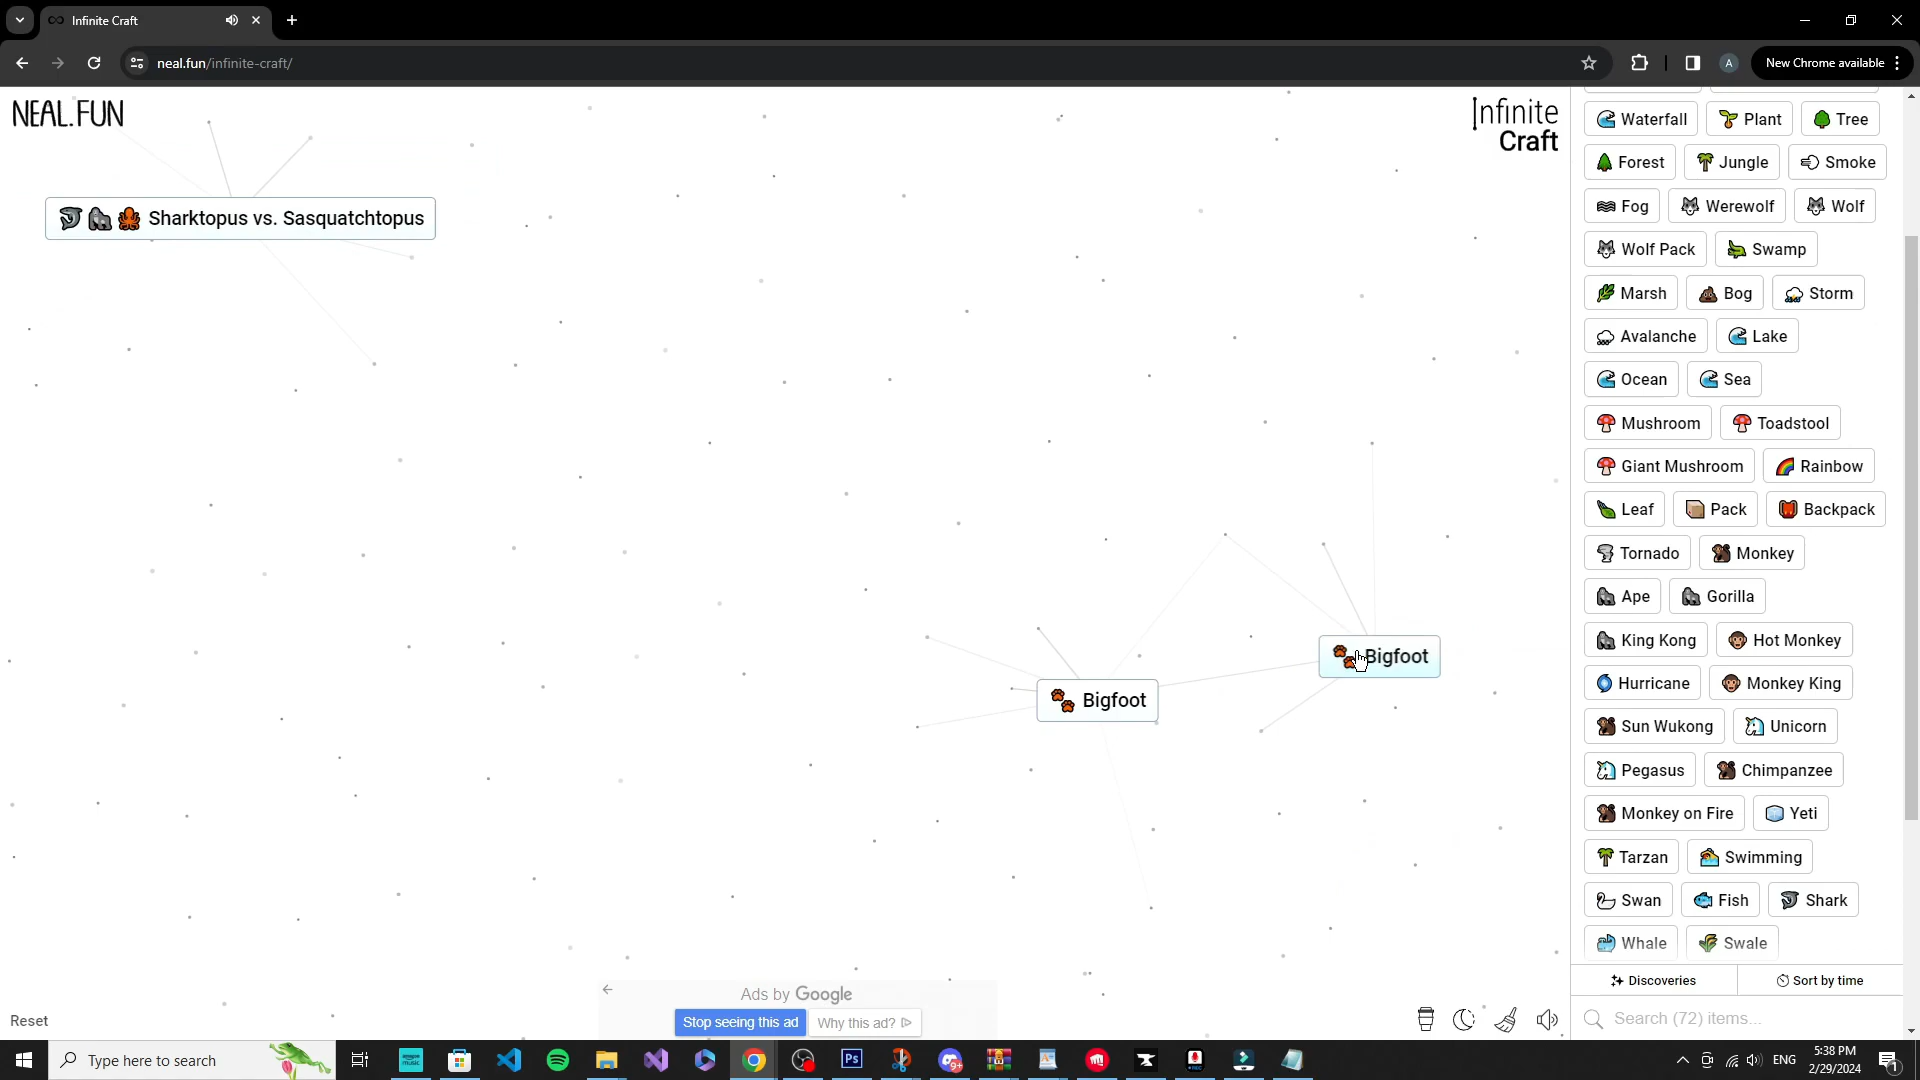 Infinite Craft
neal.fun/infinite-craft/
A
New Chrome available
NEAL.FUN
Infinite
Craft
Sharktopus vs. Sasquatchtopus
Bigfoot
Bigfoot
Waterfall Plant Tree
Forest Jungle Smoke
Fog Werewolf Wolf
Wolf Pack Swamp
Marsh Bog Storm
Avalanche Lake
Ocean Sea
Mushroom Toadstool
Giant Mushroom Rainbow
Leaf Pack Backpack
Tornado Monkey
Ape Gorilla
King Kong Hot Monkey
Hurricane Monkey King
Sun Wukong Unicorn
Pegasus Chimpanzee
Monkey on Fire Yeti
Tarzan Swimming
Swan Fish Shark
Whale Swale
Discoveries Sort by time
Search (72) items...
Ads by Google
Stop seeing this ad Why this ad?
Reset
Type here to search
Ps
9+
ENG
5:38 PM
2/29/2024
1